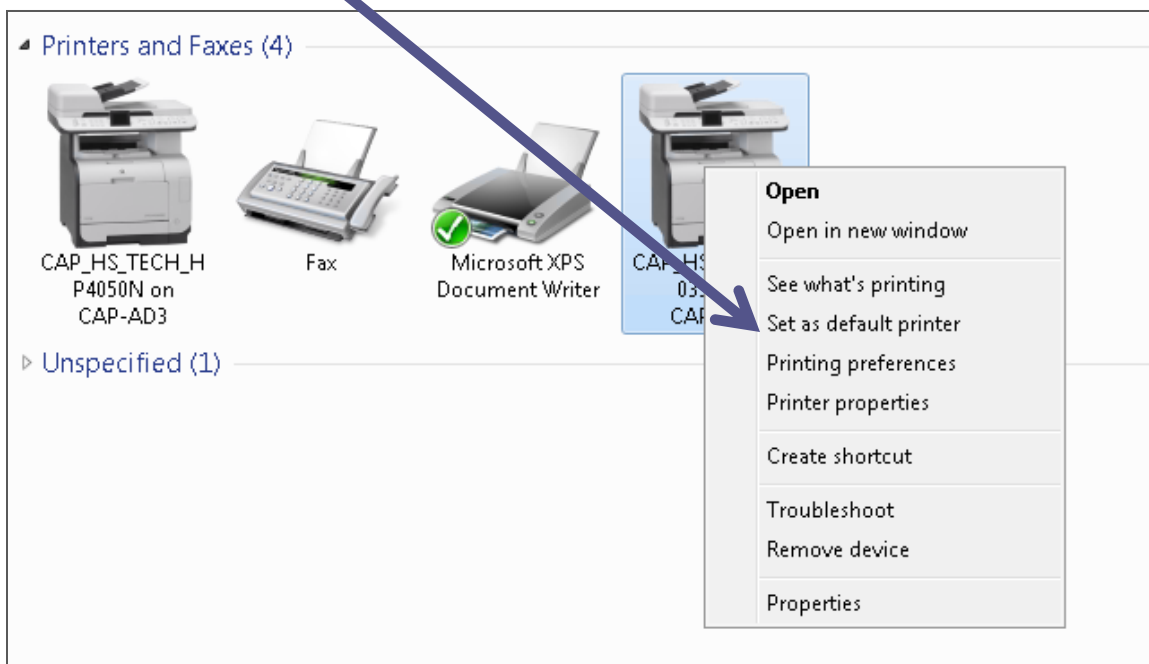 Printers and Faxes (4)
CAP_HS_TECH_H
P4050N on
CAP-AD3
Fax
Microsoft XPS
Document Writer
Unspecified (1)
Open
Open in new window
See what's printing
Set as default printer
Printing preferences
Printer properties
Create shortcut
Troubleshoot
Remove device
Properties